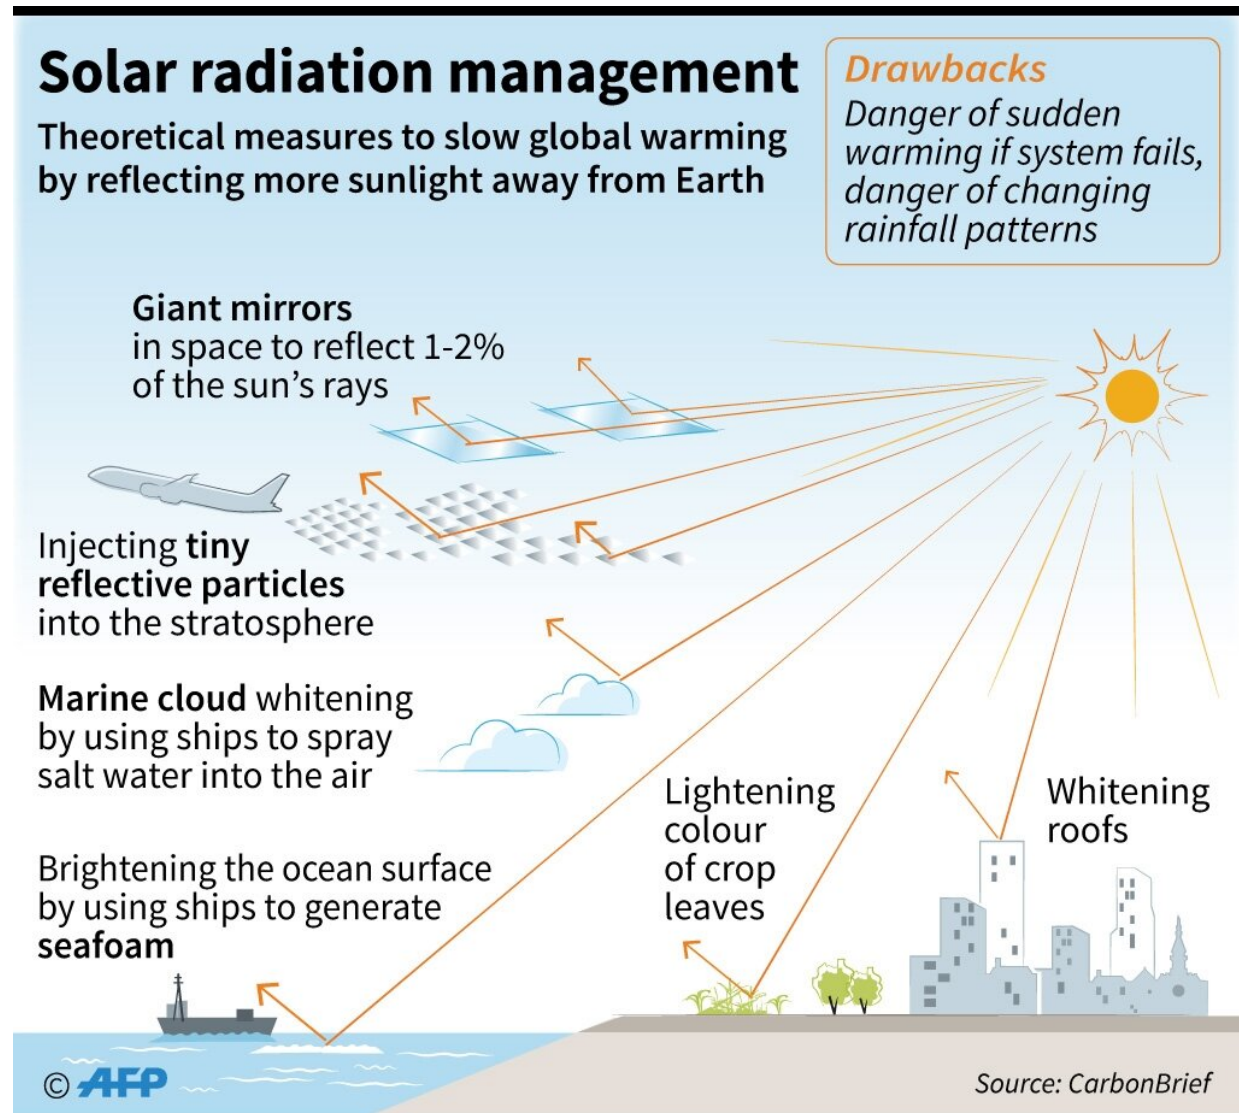 Solar radiation management
Theoretical measures to slow global warming
by reflecting more sunlight away from Earth
Drawbacks
Danger of sudden
warming if system fails,
danger of changing
rainfall patterns
Giant mirrors
in space to reflect 1-2%
of the sun's rays
Injecting tiny
reflective particles
into the stratosphere
Marine cloud whitening
by using ships to spray
salt water into the air
Brightening the ocean surface
by using ships to generate
seafoam
Lightening
colour
of crop
leaves
Whitening
roofs
© AFP
Source: CarbonBrief